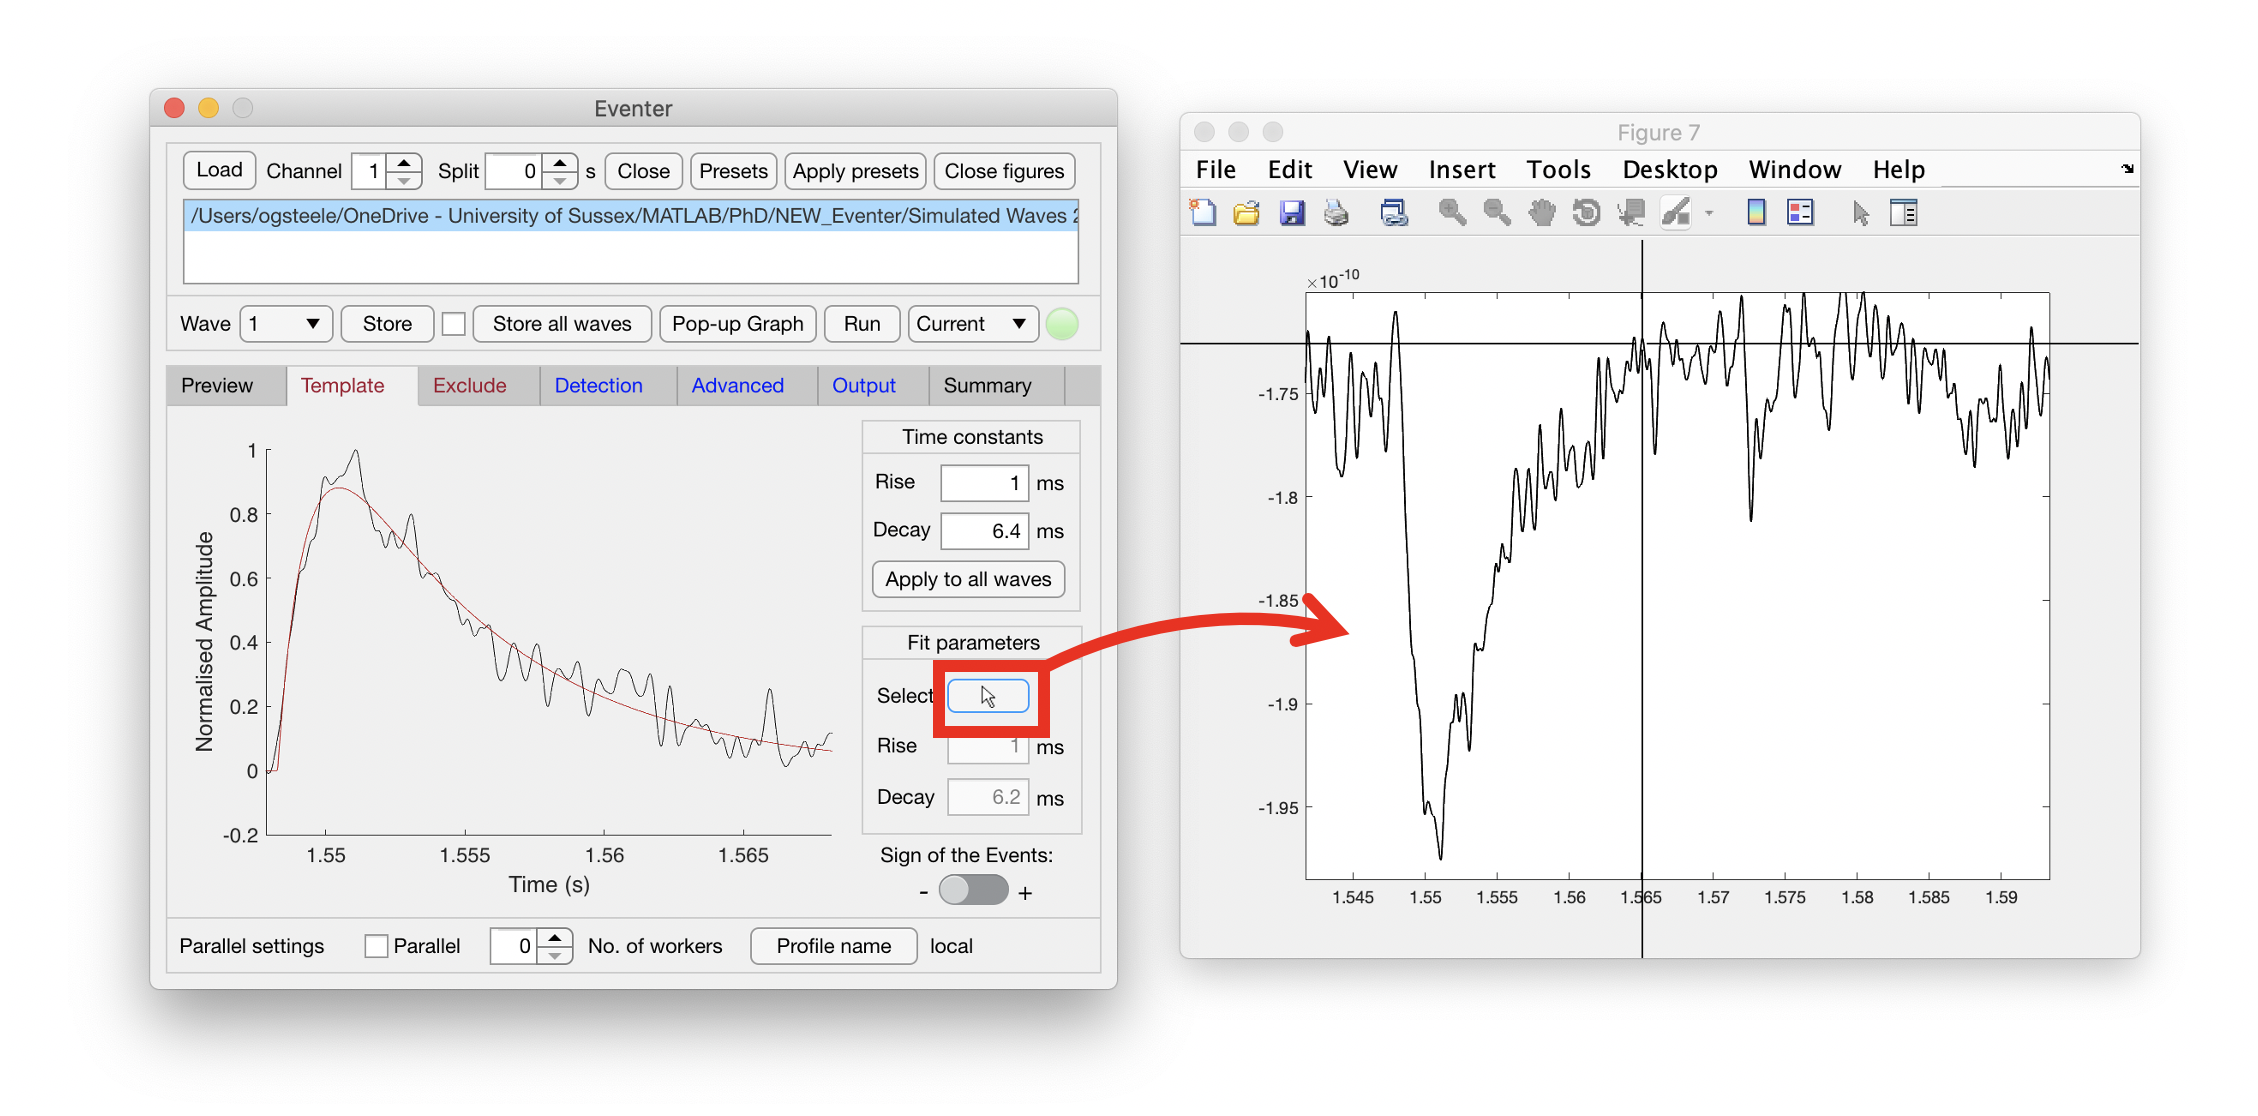 Eventer
Load Channel 1 Split 0 s Close Presets Apply presets Close figures
/Users/ogsteele/OneDrive - University of Sussex/MATLAB/PhD/NEW_Eventer/Simulated Waves 2
Wave 1 Store Store all waves Pop-up Graph Run Current
Preview Template Exclude Detection Advanced Output Summary
Time constants
Rise 1 ms
Decay 6.4 ms
Apply to all waves
Fit parameters
Select
Rise 1 ms
Decay 6.2 ms
Sign of the Events:
- +
Normalised Amplitude
1
0.8
0.6
0.4
0.2
0
-0.2
1.55 1.555 1.56 1.565
Time (s)
Parallel settings Parallel 0 No. of workers Profile name local
Figure 7
File Edit View Insert Tools Desktop Window Help
×10-10
-1.75
-1.8
-1.85
-1.9
-1.95
1.545 1.55 1.555 1.56 1.565 1.57 1.575 1.58 1.585 1.59